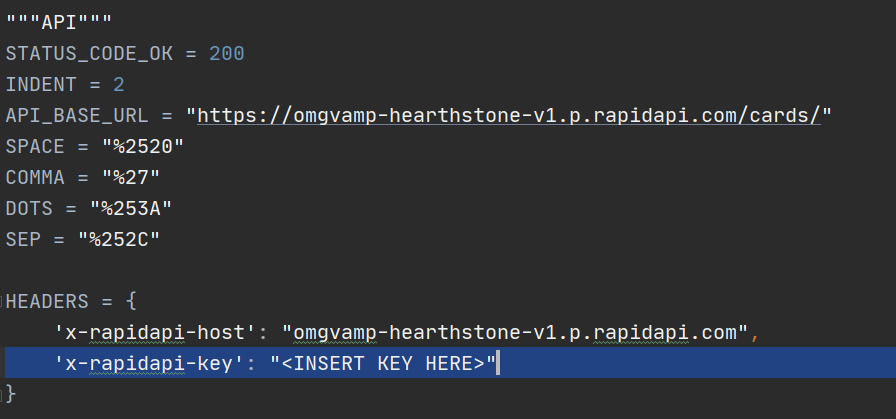 """API"""
STATUS_CODE_OK = 200
INDENT = 2
API_BASE_URL = "https://omgvamp-hearthstone-v1.p.rapidapi.com/cards/"
SPACE = "%2520"
COMMA = "%27"
DOTS = "%253A"
SEP = "%252C"
HEADERS = {
    'x-rapidapi-host': "omgvamp-hearthstone-v1.p.rapidapi.com",
    'x-rapidapi-key': "<INSERT KEY HERE>"
}